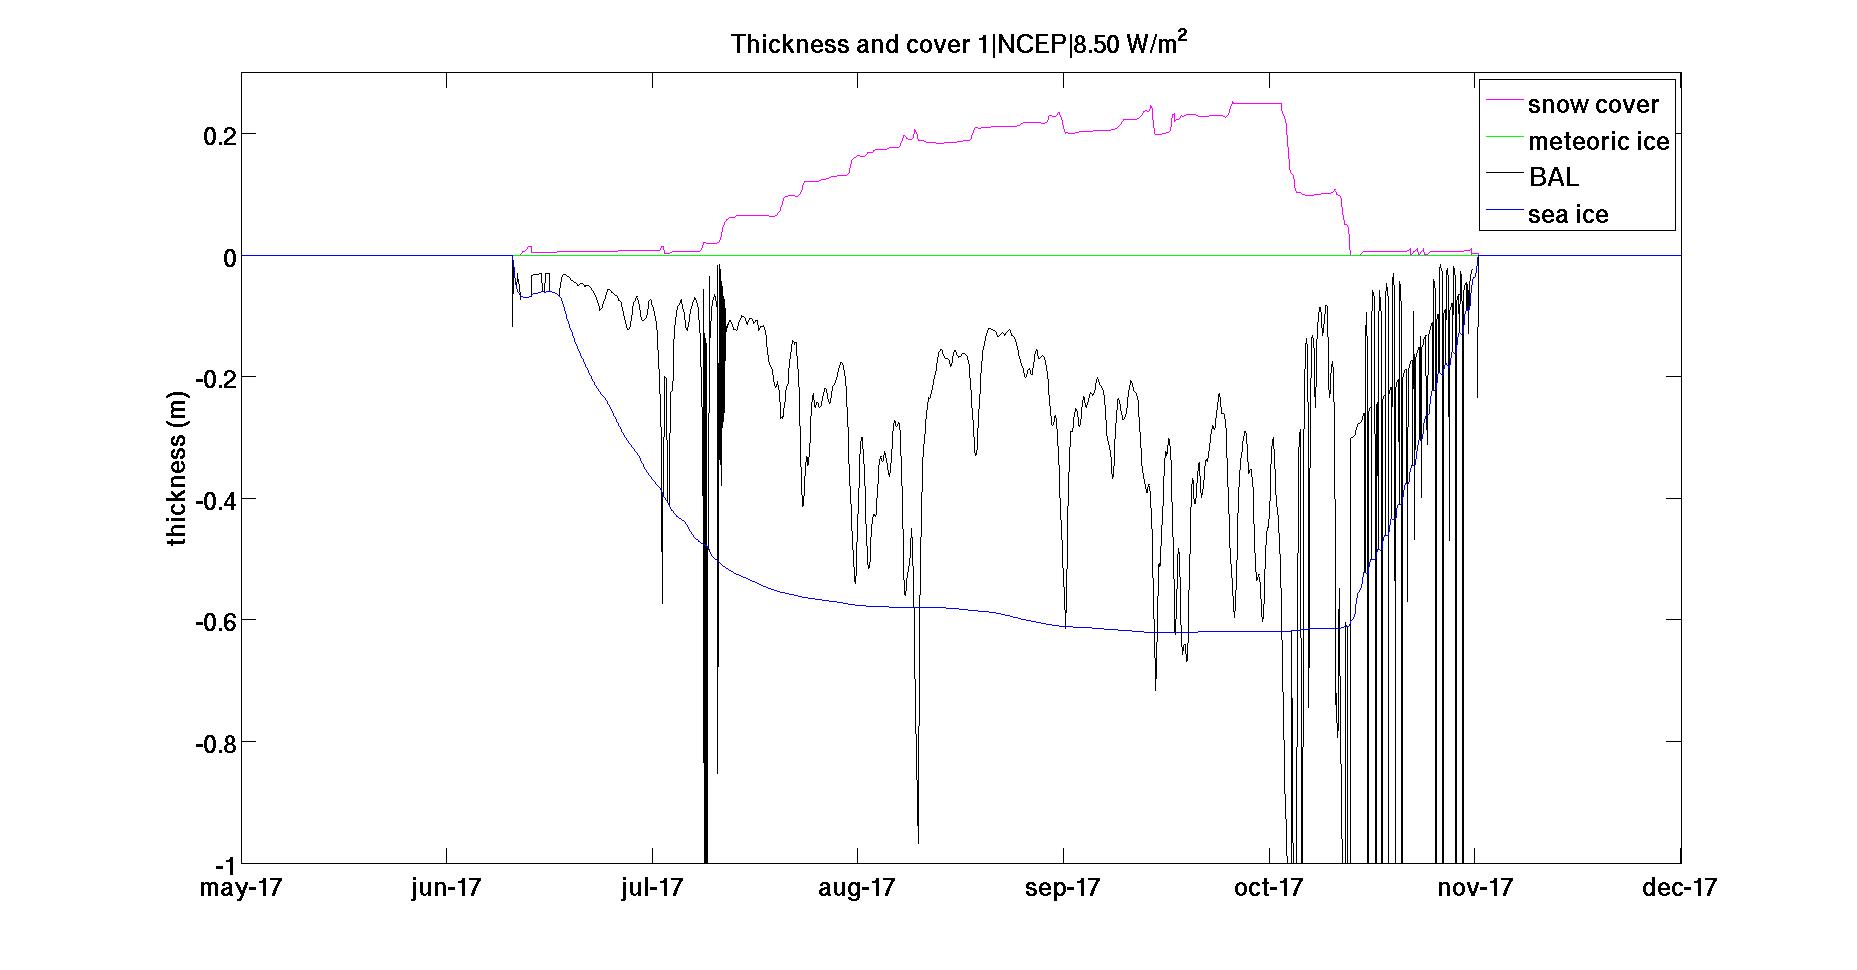 Thickness and cover 1|NCEP|8.50 W/m²
snow cover
meteoric ice
BAL
sea ice
thickness (m)
0.2
0
-0.2
-0.4
-0.6
-0.8
-1
may-17 jun-17 jul-17 aug-17 sep-17 oct-17 nov-17 dec-17